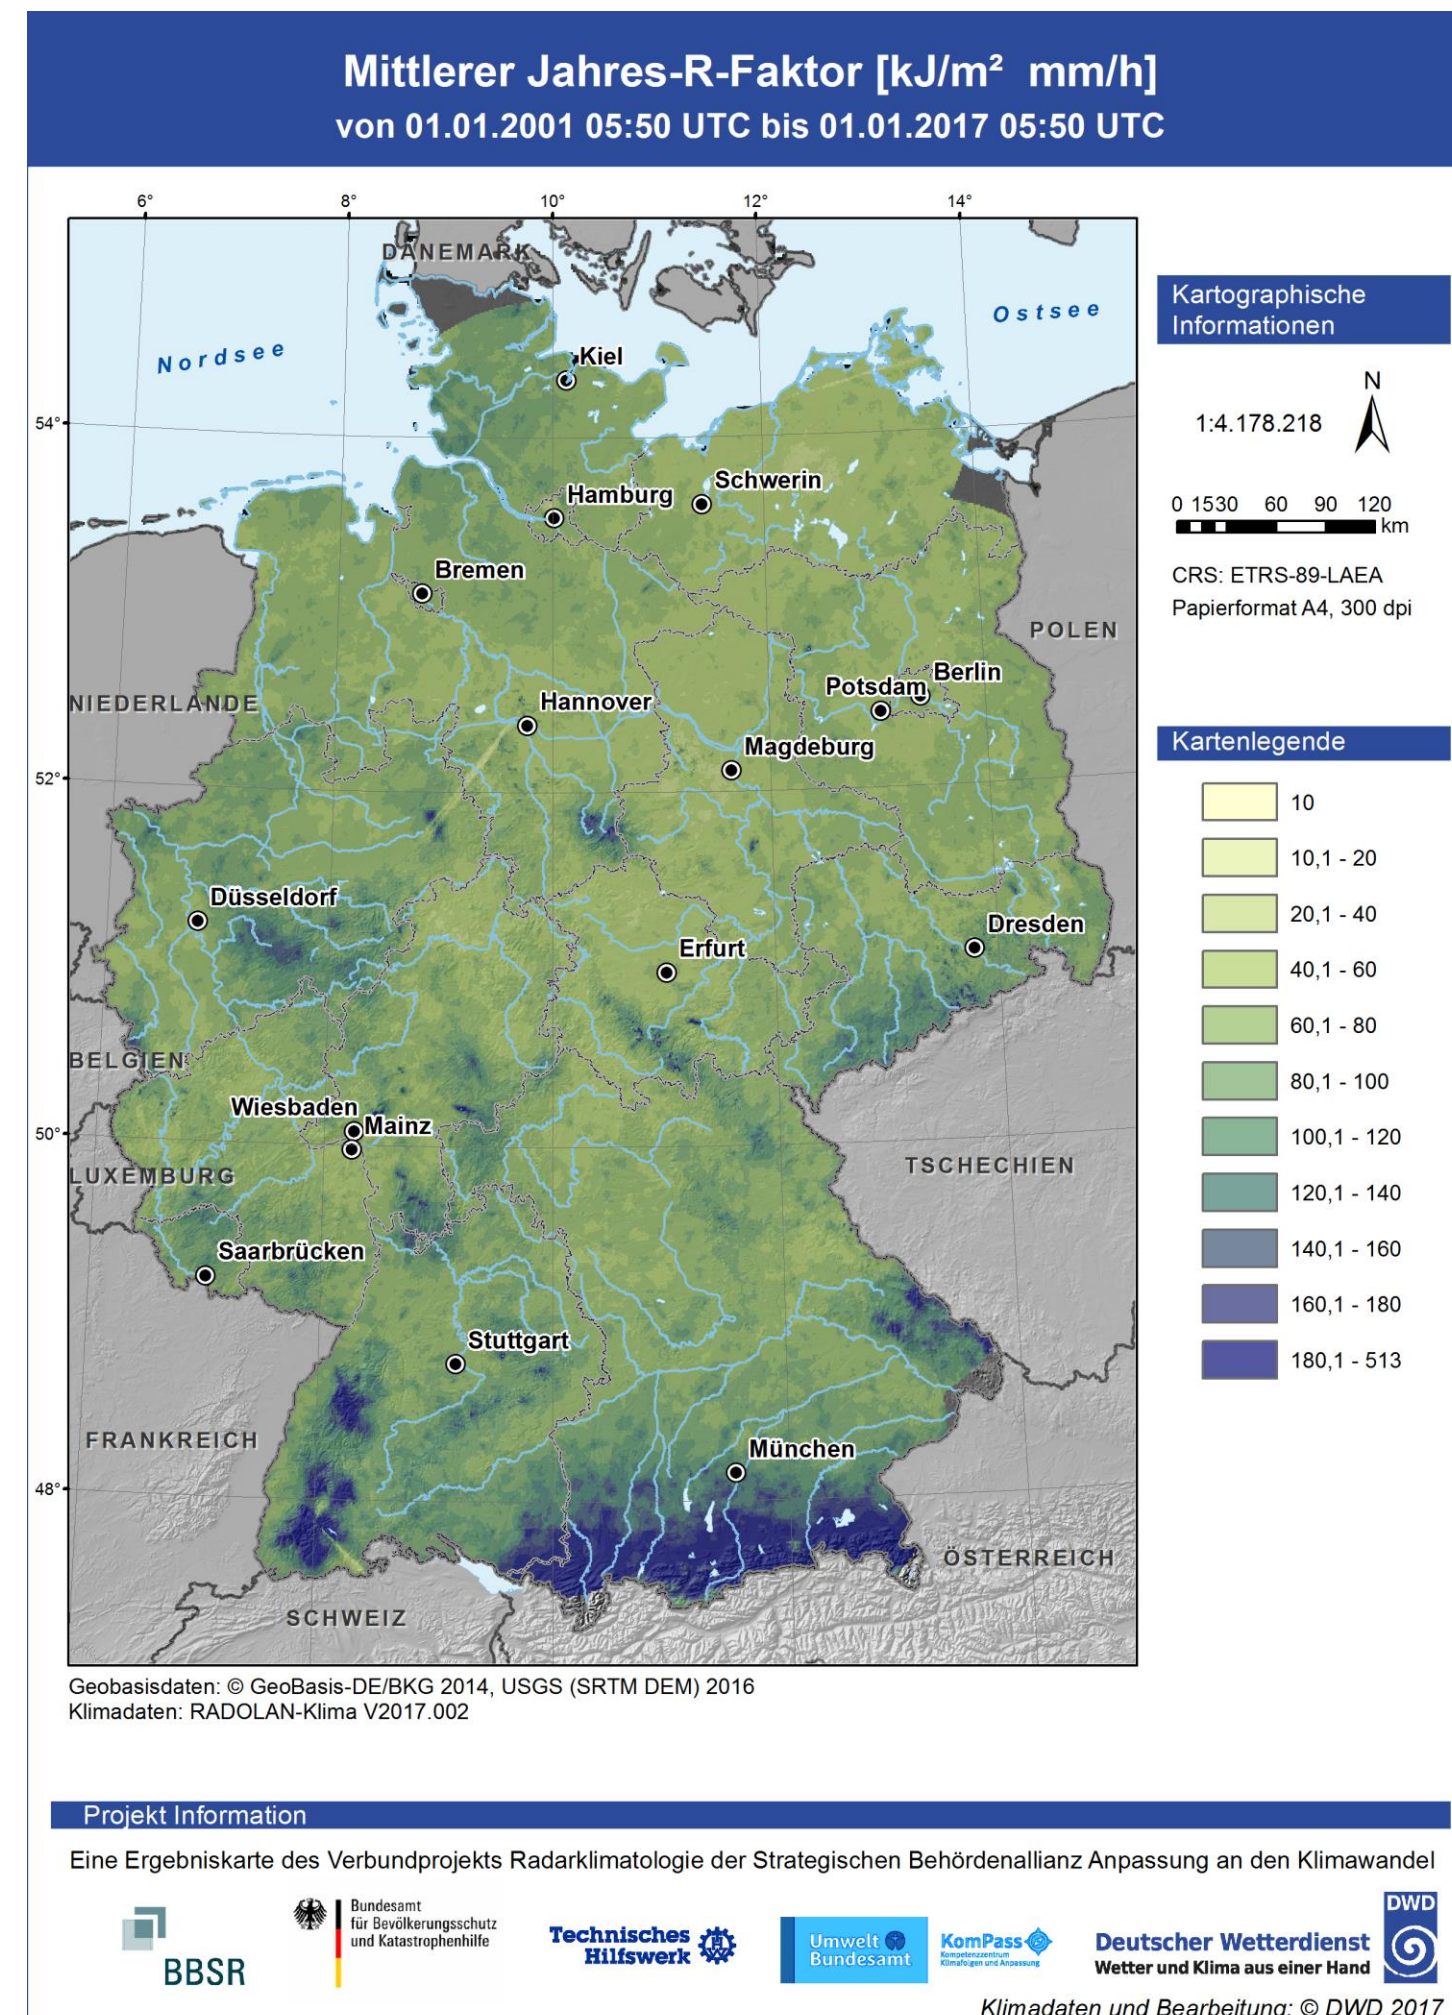 Mittlerer Jahres-R-Faktor [kJ/m² mm/h]
von 01.01.2001 05:50 UTC bis 01.01.2017 05:50 UTC
6° 8° 10° 12° 14°
DÄNEMARK
Nordsee
Ostsee
Kiel
54°
Hamburg
Schwerin
Bremen
POLEN
Berlin
Potsdam
NIEDERLANDE
Hannover
Magdeburg
52°
Düsseldorf
Dresden
Erfurt
BELGIEN
Wiesbaden
Mainz
50°
LUXEMBURG
TSCHECHIEN
Saarbrücken
Stuttgart
FRANKREICH
München
48°
ÖSTERREICH
SCHWEIZ
Kartographische
Informationen
N
1:4.178.218
0 15 30 60 90 120
km
CRS: ETRS-89-LAEA
Papierformat A4, 300 dpi
Kartenlegende
10
10,1 - 20
20,1 - 40
40,1 - 60
60,1 - 80
80,1 - 100
100,1 - 120
120,1 - 140
140,1 - 160
160,1 - 180
180,1 - 513
Geobasisdaten: © GeoBasis-DE/BKG 2014, USGS (SRTM DEM) 2016
Klimadaten: RADOLAN-Klima V2017.002
Projekt Information
Eine Ergebniskarte des Verbundprojekts Radarklimatologie der Strategischen Behördenallianz Anpassung an den Klimawandel
BBSR
Bundesamt
für Bevölkerungsschutz
und Katastrophenhilfe
Technisches
Hilfswerk
Umwelt
Bundesamt
KomPass
Kompetenzzentrum
Klimafolgen und Anpassung
Deutscher Wetterdienst
Wetter und Klima aus einer Hand
DWD
Klimadaten und Bearbeitung: © DWD 2017